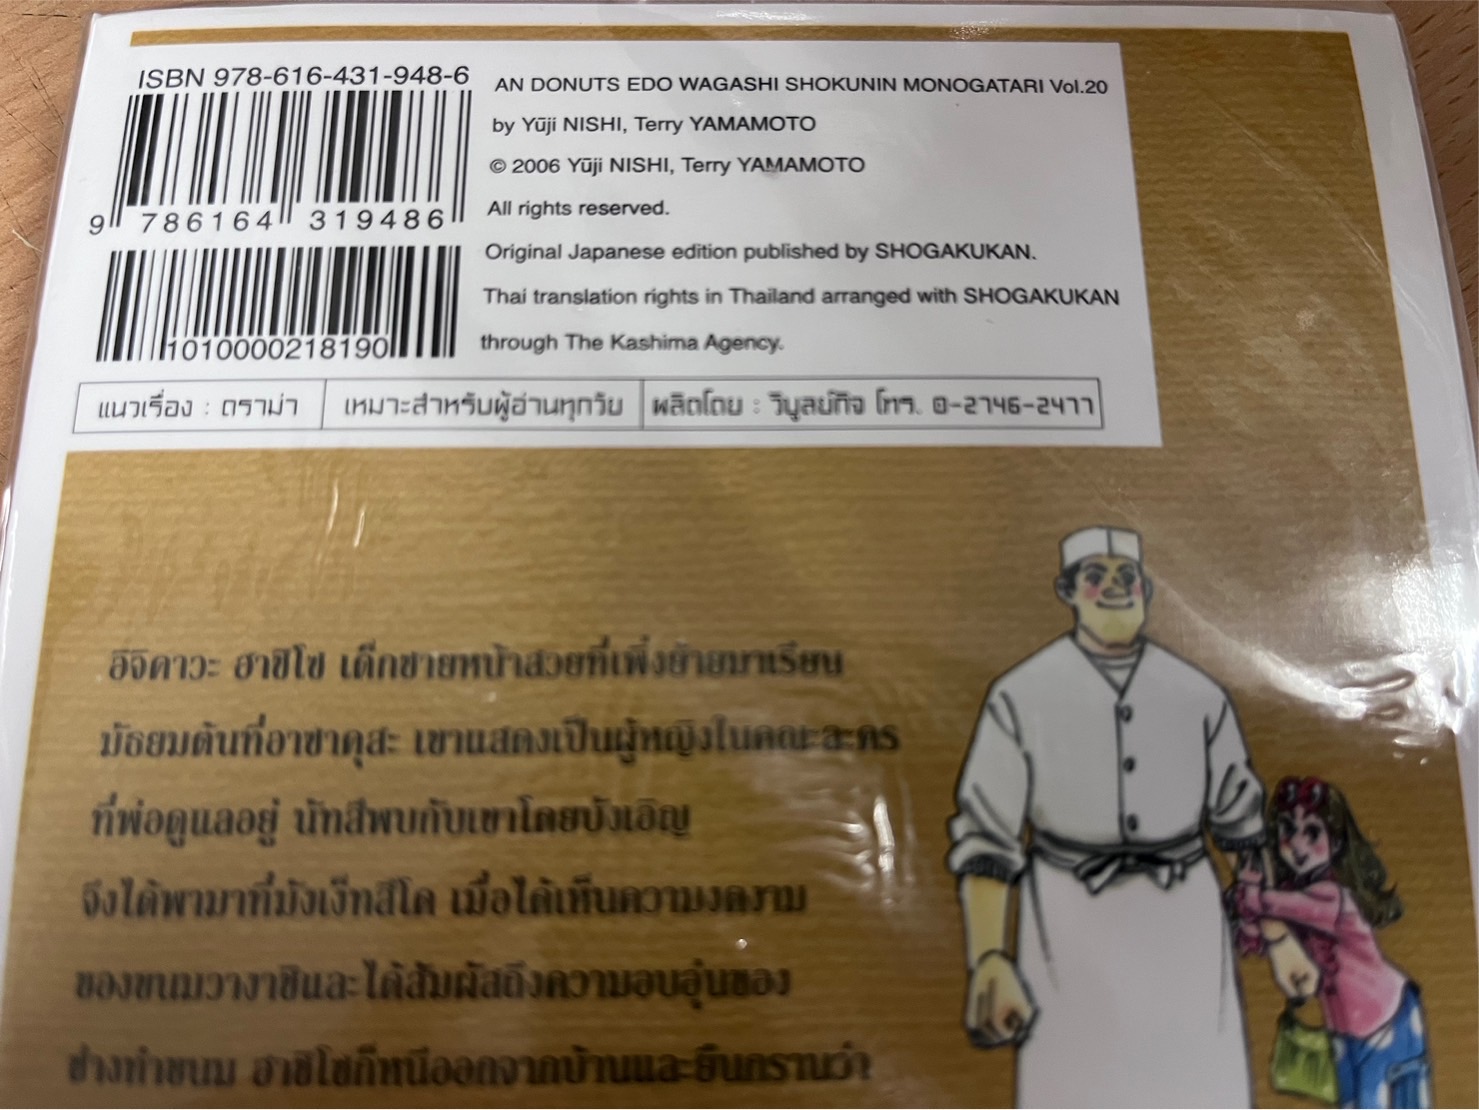 ISBN 978-616-431-948-6
9 786164 319486
1010000218190
AN DONUTS EDO WAGASHI SHOKUNIN MONOGATARI Vol.20
by Yūji NISHI, Terry YAMAMOTO
© 2006 Yūji NISHI, Terry YAMAMOTO
All rights reserved.
Original Japanese edition published by SHOGAKUKAN.
Thai translation rights in Thailand arranged with SHOGAKUKAN
through The Kashima Agency.
แนวเรื่อง : ดราม่า เหมาะสำหรับผู้อ่านทุกวัย ผลิตโดย : วิบูลย์กิจ โทร. 0-2746-2477
อิจิคาวะ ฮาชิโซ เด็กชายหน้าสวยที่เพิ่งย้ายมาเรียน
มัธยมต้นที่อาซาคุสะ เขาแสดงเป็นผู้หญิงในคณะละคร
ที่พ่อดูแลอยู่ นัทสึพบกับเขาโดยบังเอิญ
จึงได้พามาที่มังเง็ทสึโด เมื่อได้เห็นความงดงาม
ของขนมวางาชิและได้สัมผัสถึงความอบอุ่นของ
ช่างทำขนม ฮาชิโซก็หนีออกจากบ้านและยืนกรานว่า